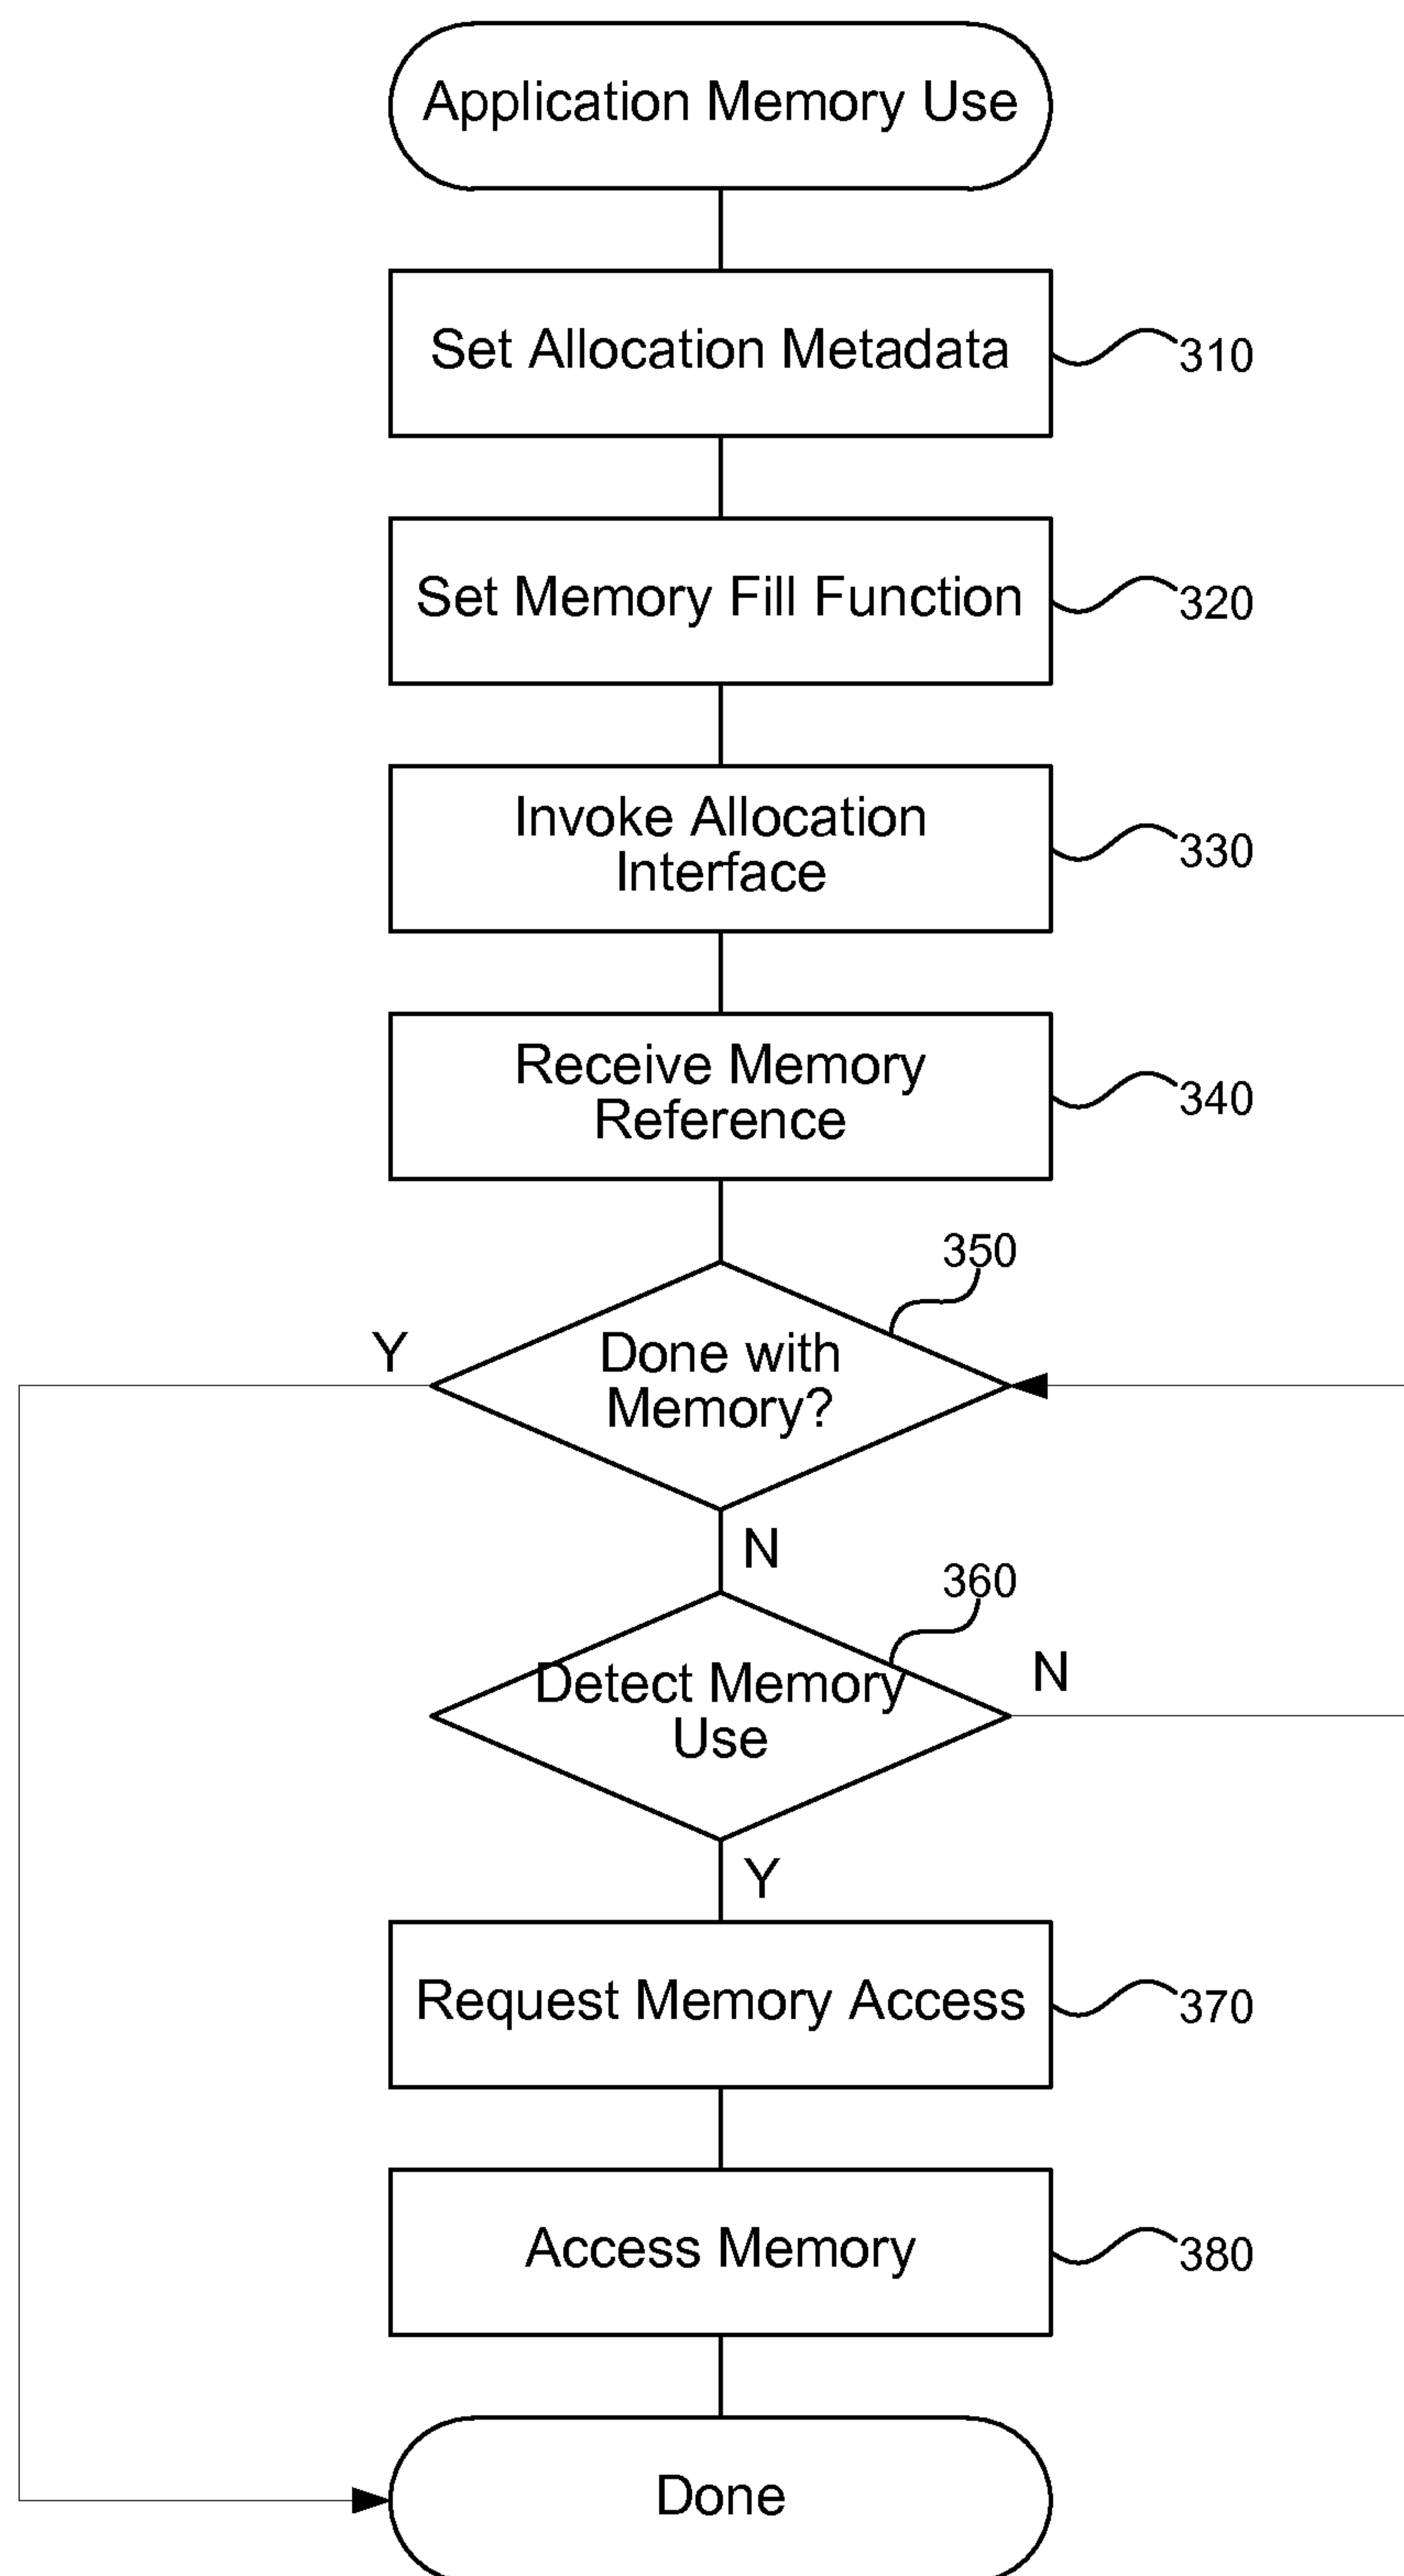 Application Memory Use
Set Allocation Metadata
310
Set Memory Fill Function
320
Invoke Allocation
Interface
330
Receive Memory
Reference
340
350
Y
Done with
Memory?
N
360
Detect Memory
Use
N
Y
Request Memory Access
370
Access Memory
380
Done